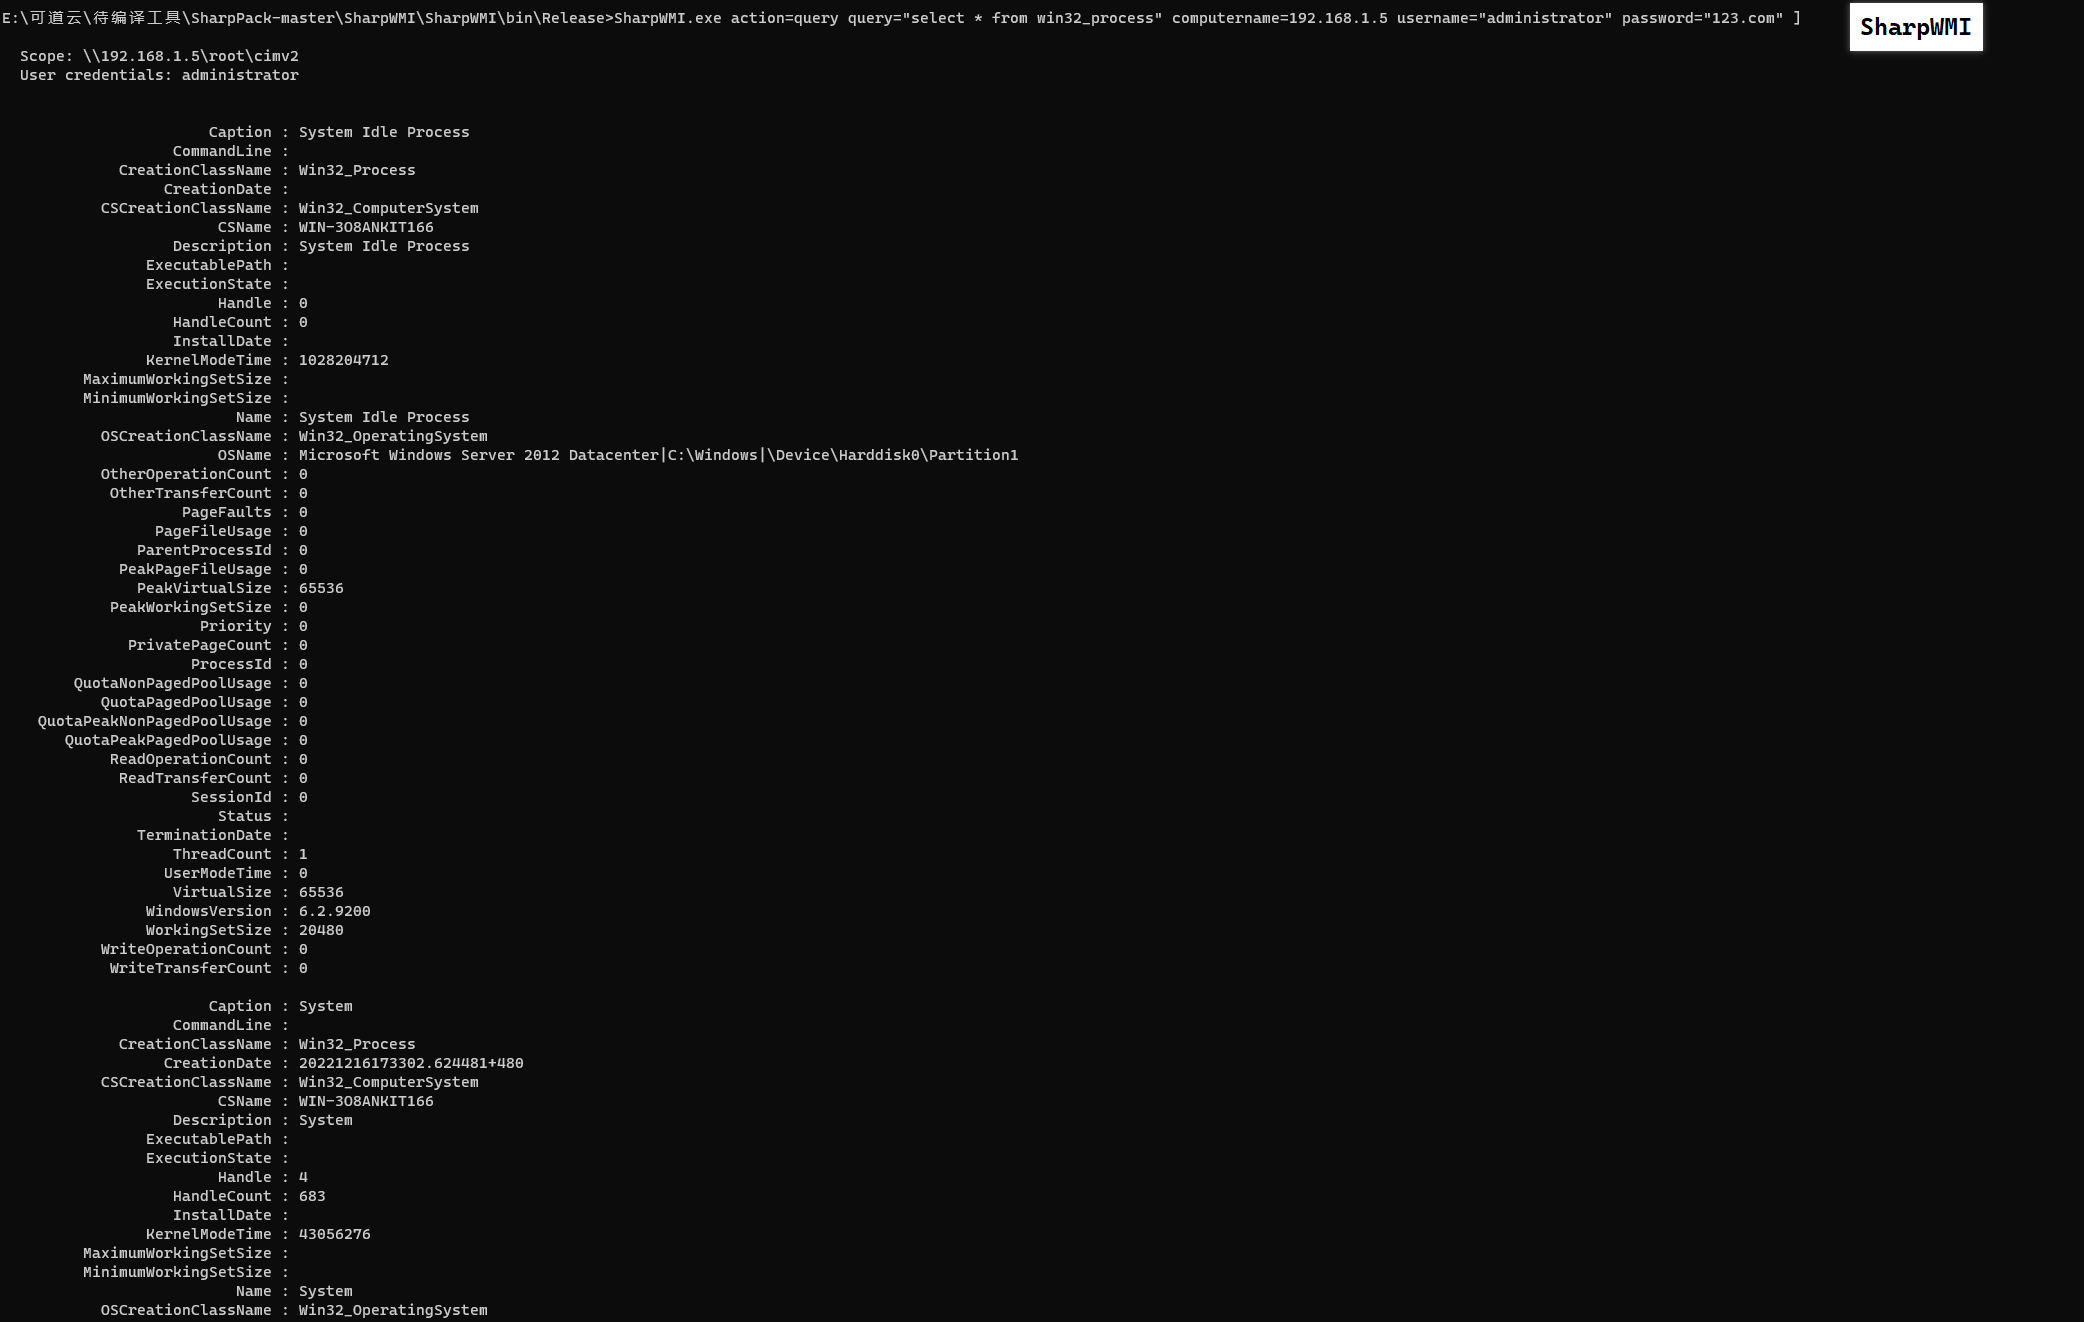 E:\可道云\待编译工具\SharpPack-master\SharpWMI\SharpWMI\bin\Release>SharpWMI.exe action=query query="select * from win32_process" computername=192.168.1.5 username="administrator" password="123.com" ]
SharpWMI
Scope: \\192.168.1.5\root\cimv2
User credentials: administrator
Caption : System Idle Process
CommandLine :
CreationClassName : Win32_Process
CreationDate :
CSCreationClassName : Win32_ComputerSystem
CSName : WIN-3O8ANKIT166
Description : System Idle Process
ExecutablePath :
ExecutionState :
Handle : 0
HandleCount : 0
InstallDate :
KernelModeTime : 1028204712
MaximumWorkingSetSize :
MinimumWorkingSetSize :
Name : System Idle Process
OSCreationClassName : Win32_OperatingSystem
OSName : Microsoft Windows Server 2012 Datacenter|C:\Windows|\Device\Harddisk0\Partition1
OtherOperationCount : 0
OtherTransferCount : 0
PageFaults : 0
PageFileUsage : 0
ParentProcessId : 0
PeakPageFileUsage : 0
PeakVirtualSize : 65536
PeakWorkingSetSize : 0
Priority : 0
PrivatePageCount : 0
ProcessId : 0
QuotaNonPagedPoolUsage : 0
QuotaPagedPoolUsage : 0
QuotaPeakNonPagedPoolUsage : 0
QuotaPeakPagedPoolUsage : 0
ReadOperationCount : 0
ReadTransferCount : 0
SessionId : 0
Status :
TerminationDate :
ThreadCount : 1
UserModeTime : 0
VirtualSize : 65536
WindowsVersion : 6.2.9200
WorkingSetSize : 20480
WriteOperationCount : 0
WriteTransferCount : 0
Caption : System
CommandLine :
CreationClassName : Win32_Process
CreationDate : 20221216173302.624481+480
CSCreationClassName : Win32_ComputerSystem
CSName : WIN-3O8ANKIT166
Description : System
ExecutablePath :
ExecutionState :
Handle : 4
HandleCount : 683
InstallDate :
KernelModeTime : 43056276
MaximumWorkingSetSize :
MinimumWorkingSetSize :
Name : System
OSCreationClassName : Win32_OperatingSystem